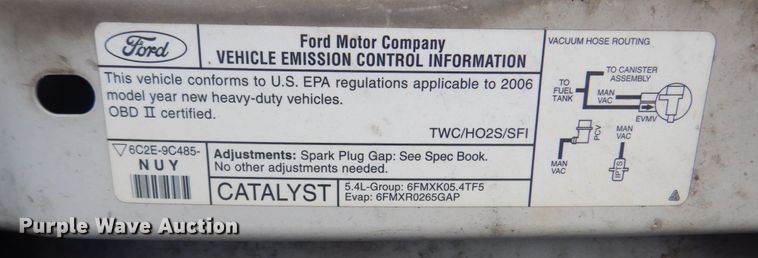 Ford
Ford Motor Company
VEHICLE EMISSION CONTROL INFORMATION
This vehicle conforms to U.S. EPA regulations applicable to 2006
model year new heavy-duty vehicles.
OBD II certified.
TWC/HO2S/SFI
6C2E-9C485-
NUY
Adjustments: Spark Plug Gap: See Spec Book.
No other adjustments needed.
CATALYST
5.4L-Group: 6FMXK05.4TF5
Evap: 6FMXR0265GAP
VACUUM HOSE ROUTING
TO CANISTER
ASSEMBLY
TO
FUEL
TANK
MAN
VAC
EVMV
PCV
MAN
VAC
IPTS
MAN
VAC
Purple Wave Auction